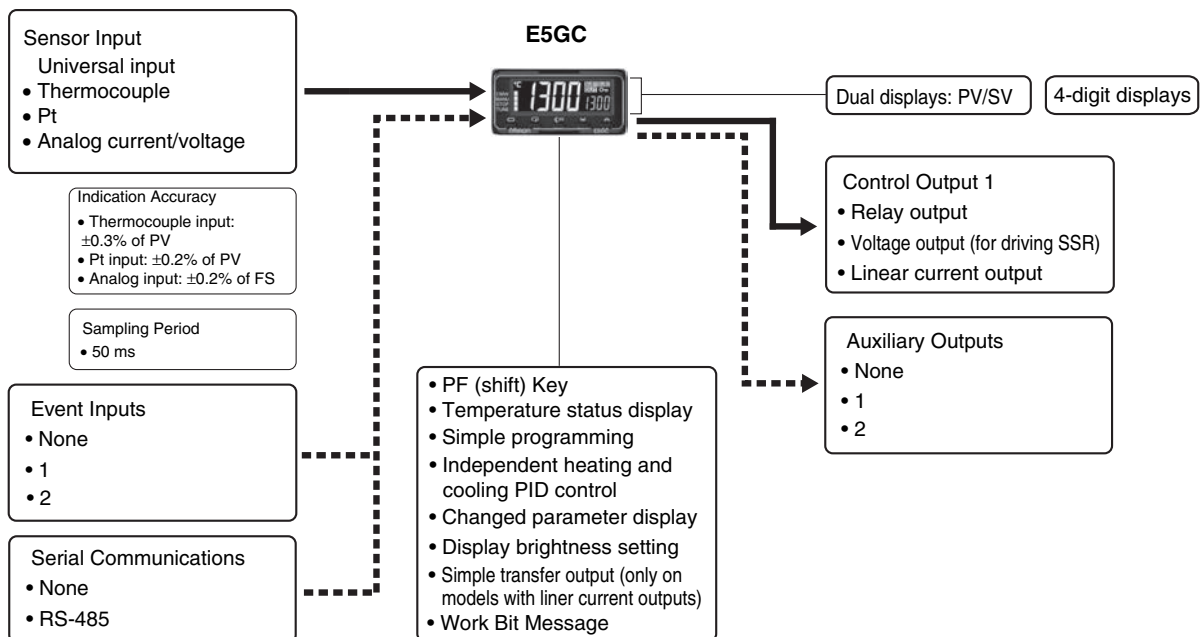 E5GC
Sensor Input
Universal input
• Thermocouple
• Pt
• Analog current/voltage
Indication Accuracy
• Thermocouple input:
±0.3% of PV
• Pt input: ±0.2% of PV
• Analog input: ±0.2% of FS
Sampling Period
• 50 ms
Event Inputs
• None
• 1
• 2
Serial Communications
• None
• RS-485
°C
1300
1300
• PF (shift) Key
• Temperature status display
• Simple programming
• Independent heating and
cooling PID control
• Changed parameter display
• Display brightness setting
• Simple transfer output (only on
models with liner current outputs)
• Work Bit Message
Dual displays: PV/SV
4-digit displays
Control Output 1
• Relay output
• Voltage output (for driving SSR)
• Linear current output
Auxiliary Outputs
• None
• 1
• 2